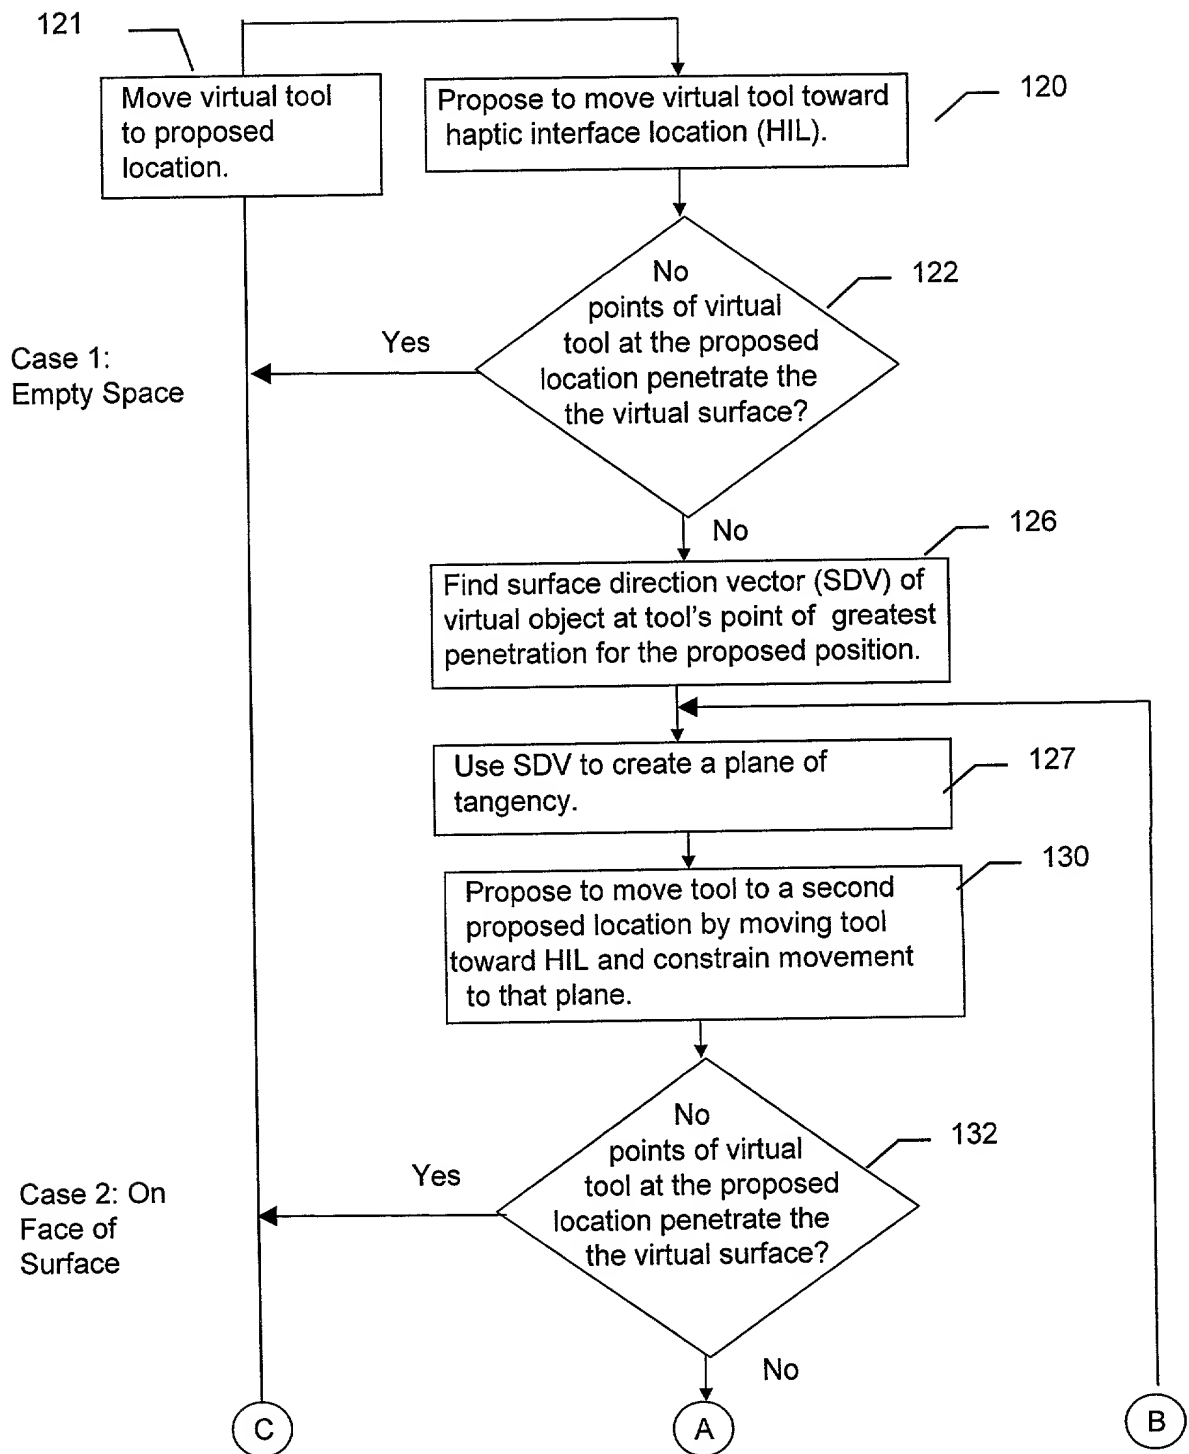 121
Move virtual tool
to proposed
location.
Propose to move virtual tool toward
haptic interface location (HIL).
120
No
points of virtual
tool at the proposed
location penetrate the
the virtual surface?
122
Yes
Case 1:
Empty Space
No
126
Find surface direction vector (SDV) of
virtual object at tool's point of greatest
penetration for the proposed position.
Use SDV to create a plane of
tangency.
127
130
Propose to move tool to a second
proposed location by moving tool
toward HIL and constrain movement
to that plane.
No
points of virtual
tool at the proposed
location penetrate the
the virtual surface?
132
Yes
Case 2: On
Face of
Surface
No
C
A
B